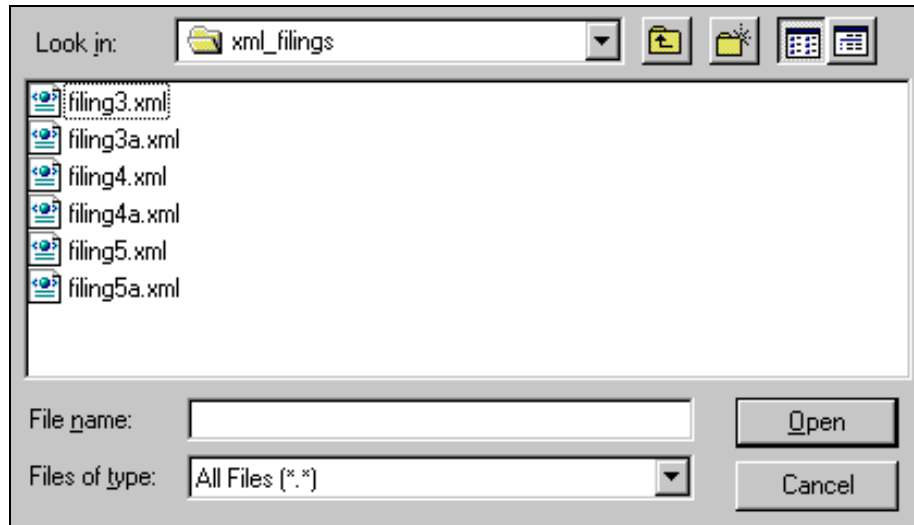 Look in: xml_filings
filing3.xml
filing3a.xml
filing4.xml
filing4a.xml
filing5.xml
filing5a.xml
File name: Open
Files of type: All Files (*.*) Cancel